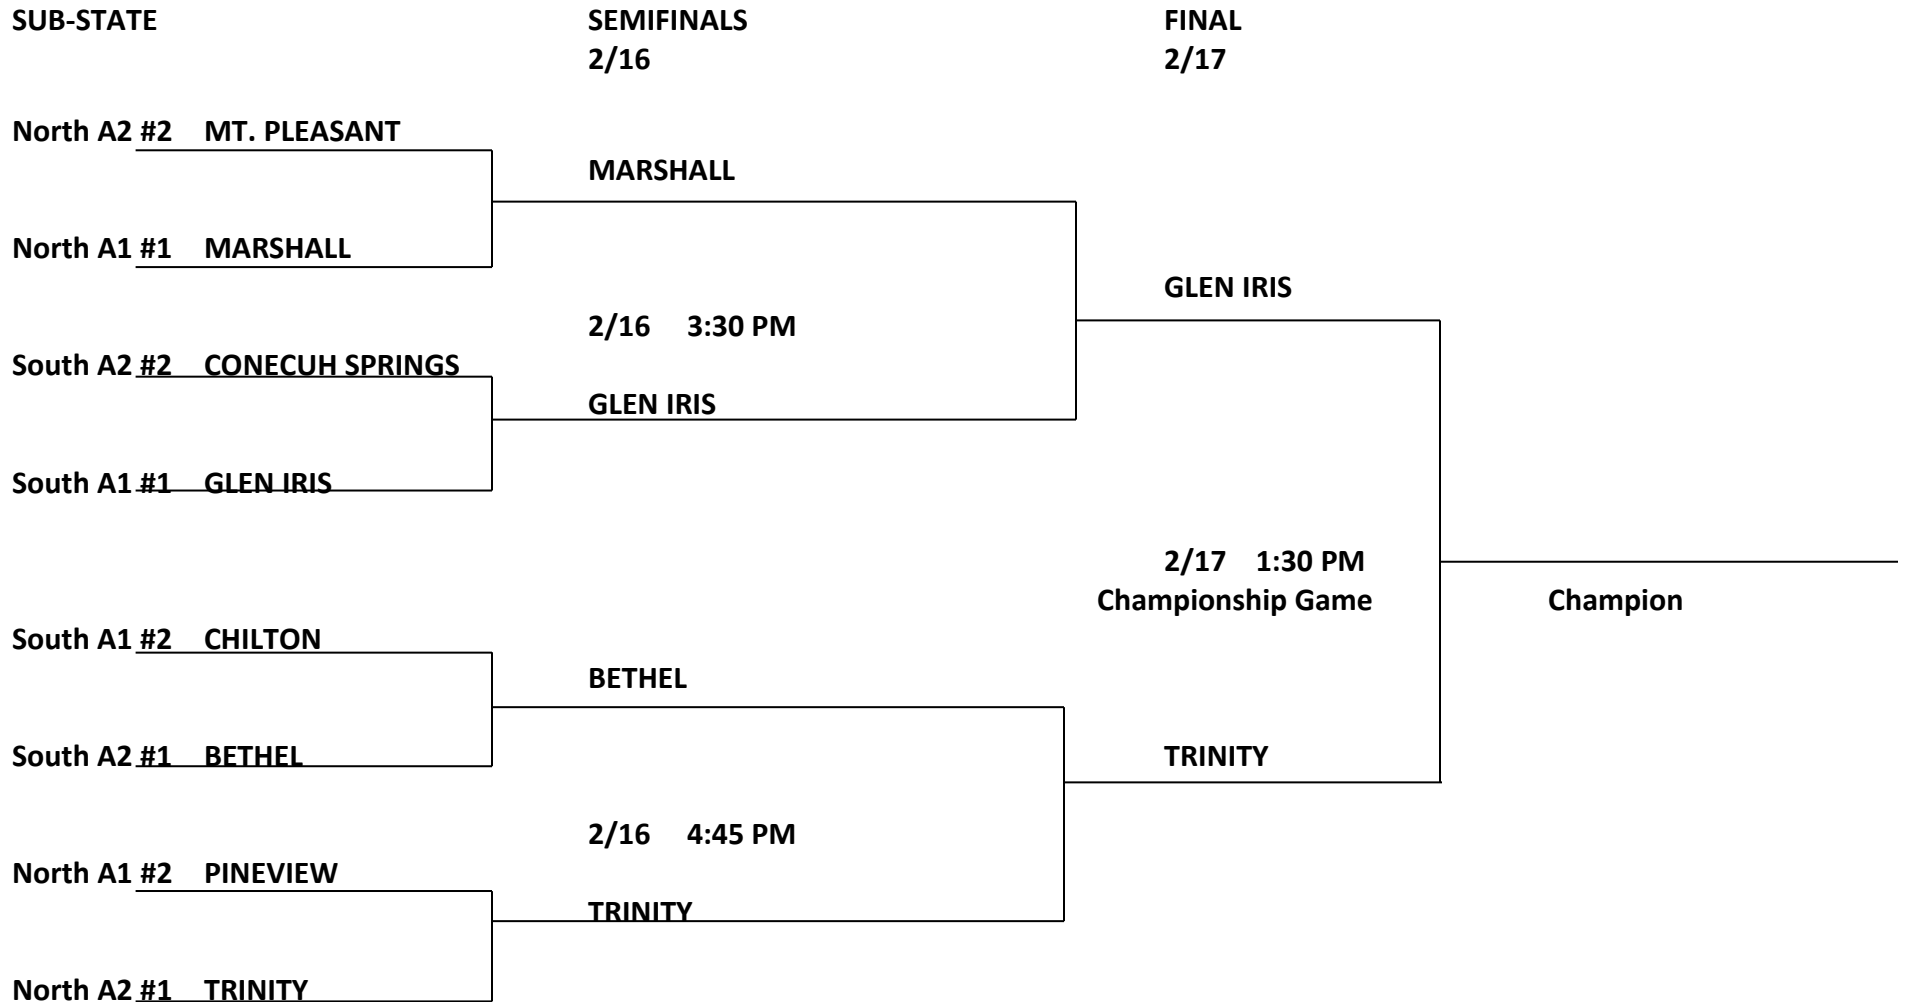 SUB-STATE SEMIFINALS FINAL
2/16 2/17
North A2 #2 MT. PLEASANT
MARSHALL
North A1 #1 MARSHALL
GLEN IRIS
2/16 3:30 PM
South A2 #2 CONECUH SPRINGS
GLEN IRIS
South A1 #1 GLEN IRIS
2/17 1:30 PM
Championship Game Champion
South A1 #2 CHILTON
BETHEL
South A2 #1 BETHEL TRINITY
2/16 4:45 PM
North A1 #2 PINEVIEW
TRINITY
North A2 #1 TRINITY